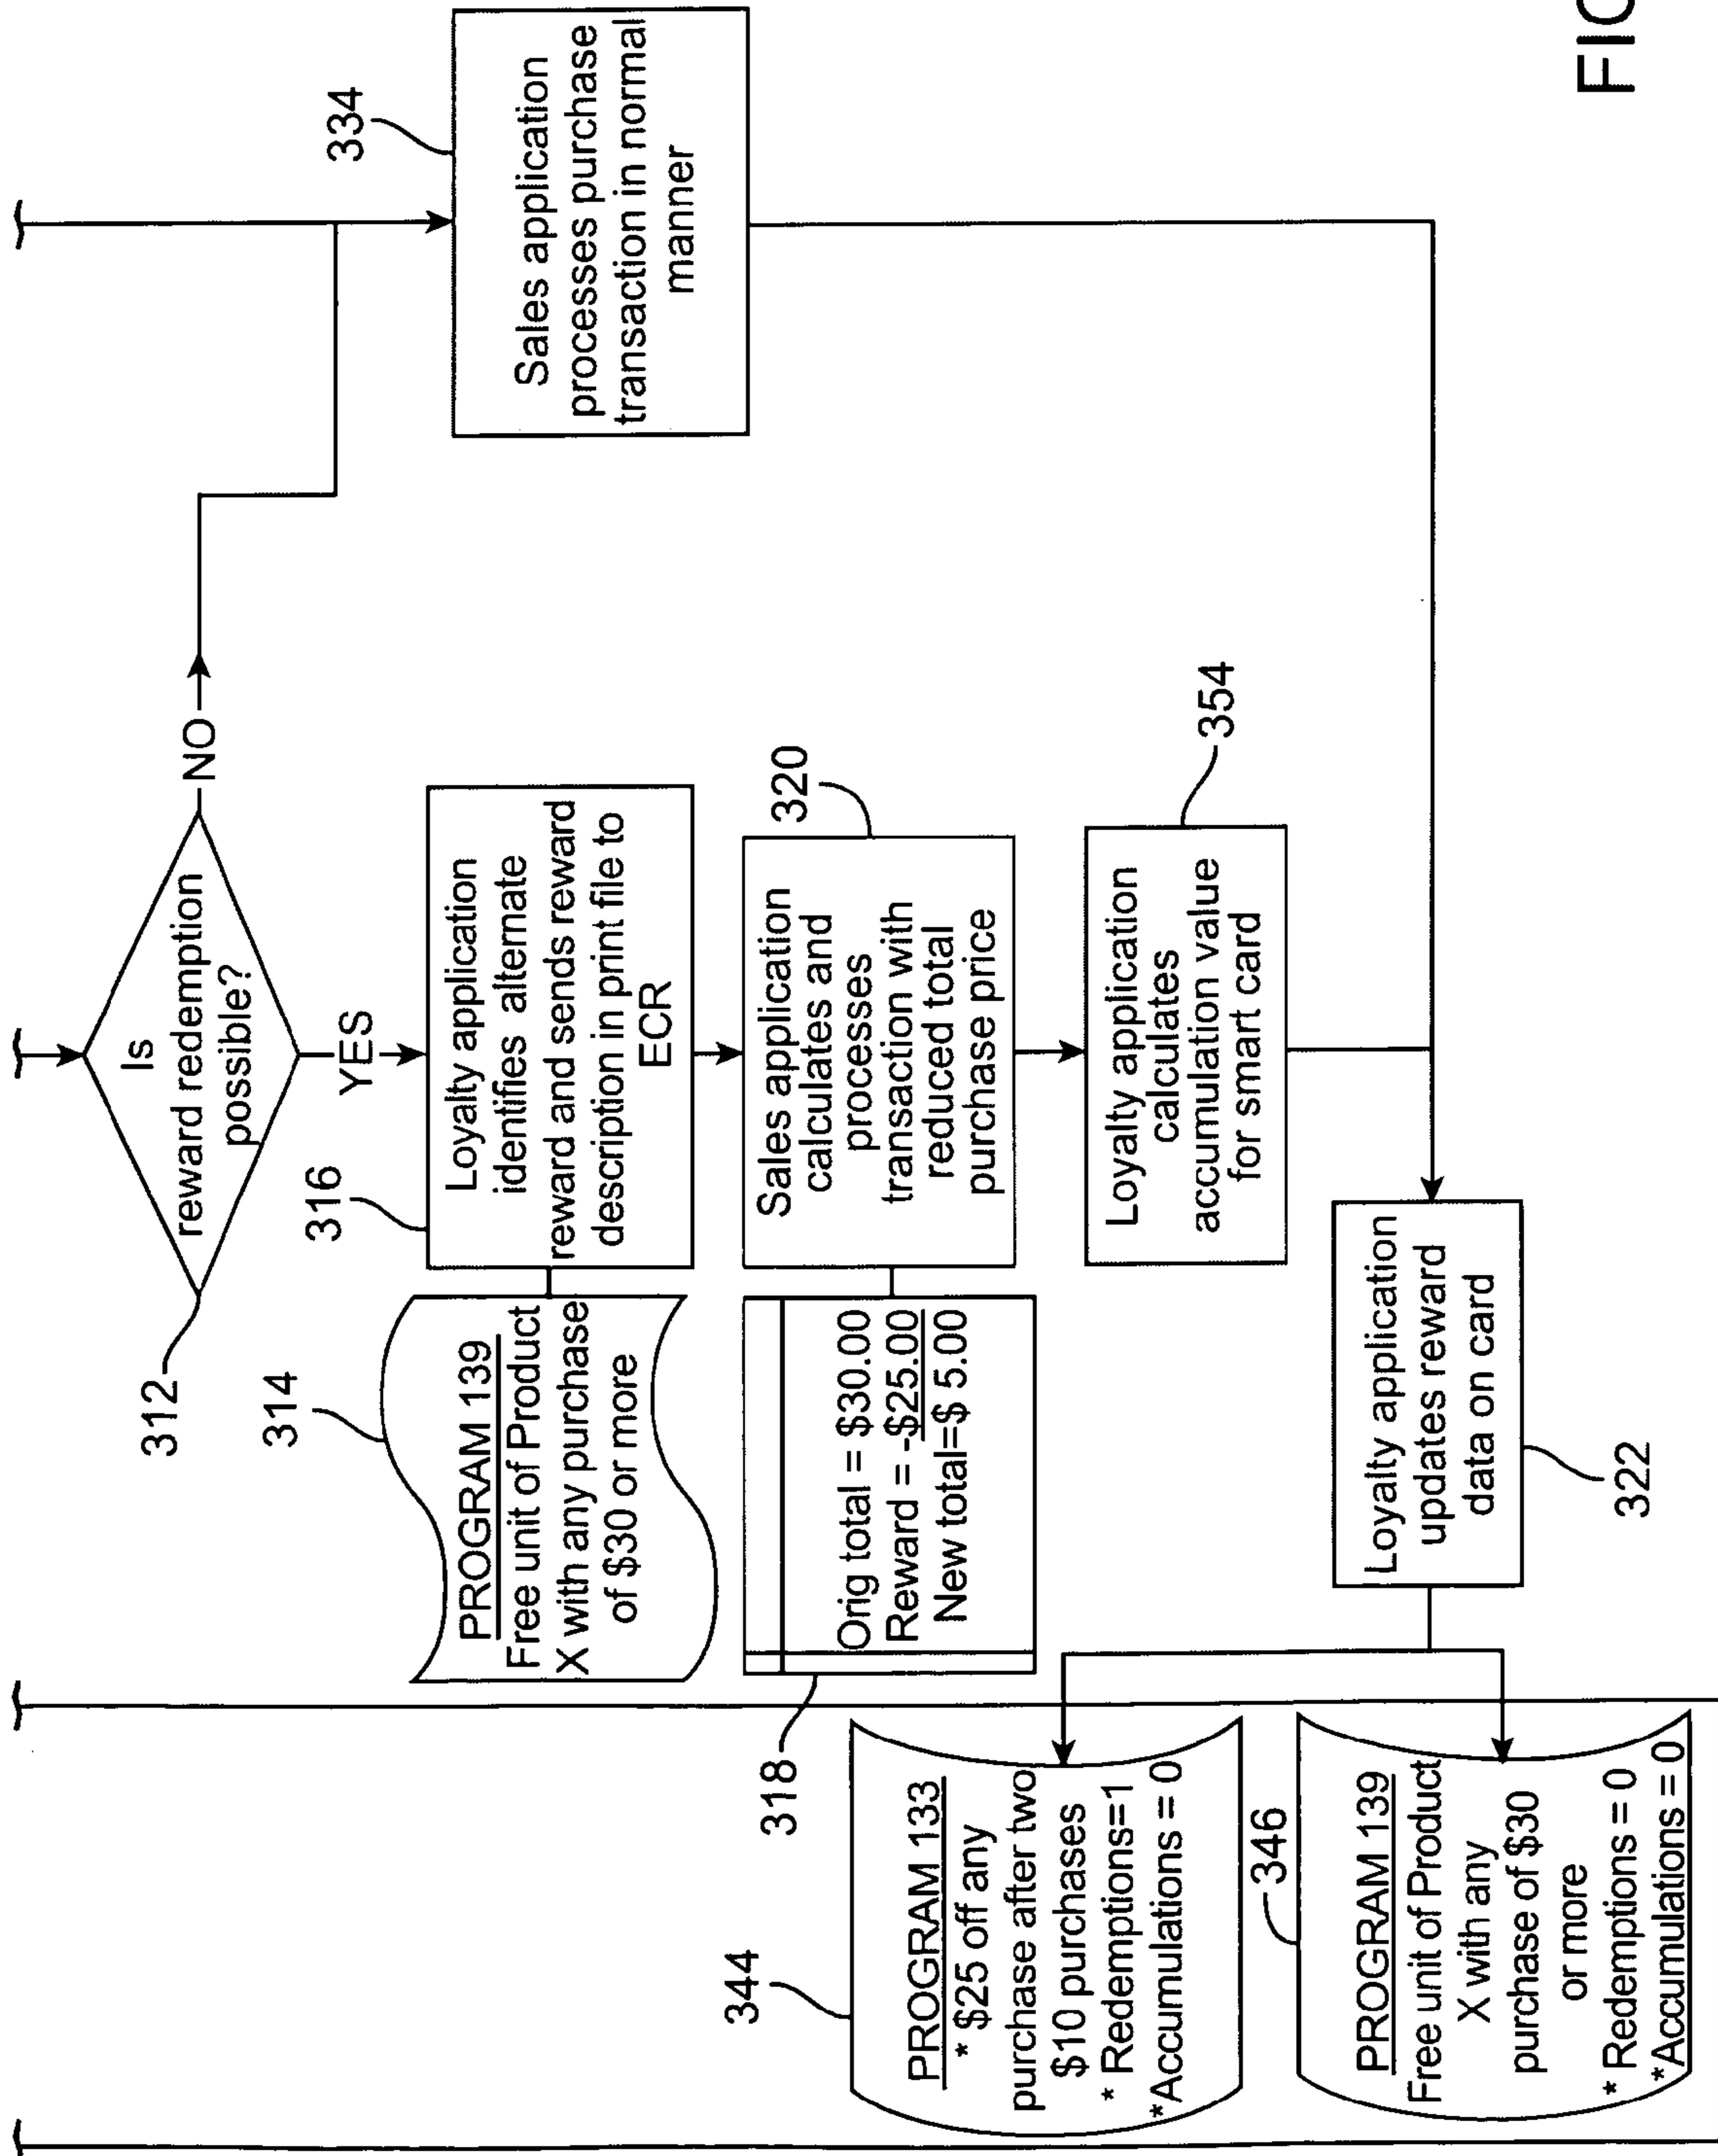 Is
reward redemption
possible?
NO
YES
312
334
Sales application
processes purchase
transaction in normal
manner
314
PROGRAM 139
Free unit of Product
X with any purchase
of $30 or more
316
Loyalty application
identifies alternate
reward and sends reward
description in print file to
ECR
318
Orig total = $30.00
Reward = -$25.00
New total=$ 5.00
320
Sales application
calculates and
processes
transaction with
reduced total
purchase price
354
Loyalty application
calculates
accumulation value
for smart card
344
PROGRAM 133
* $25 off any
purchase after two
$10 purchases
* Redemptions=1
*Accumulations = 0
346
PROGRAM 139
Free unit of Product
X with any
purchase of $30
or more
* Redemptions = 0
*Accumulations = 0
Loyalty application
updates reward
data on card
322